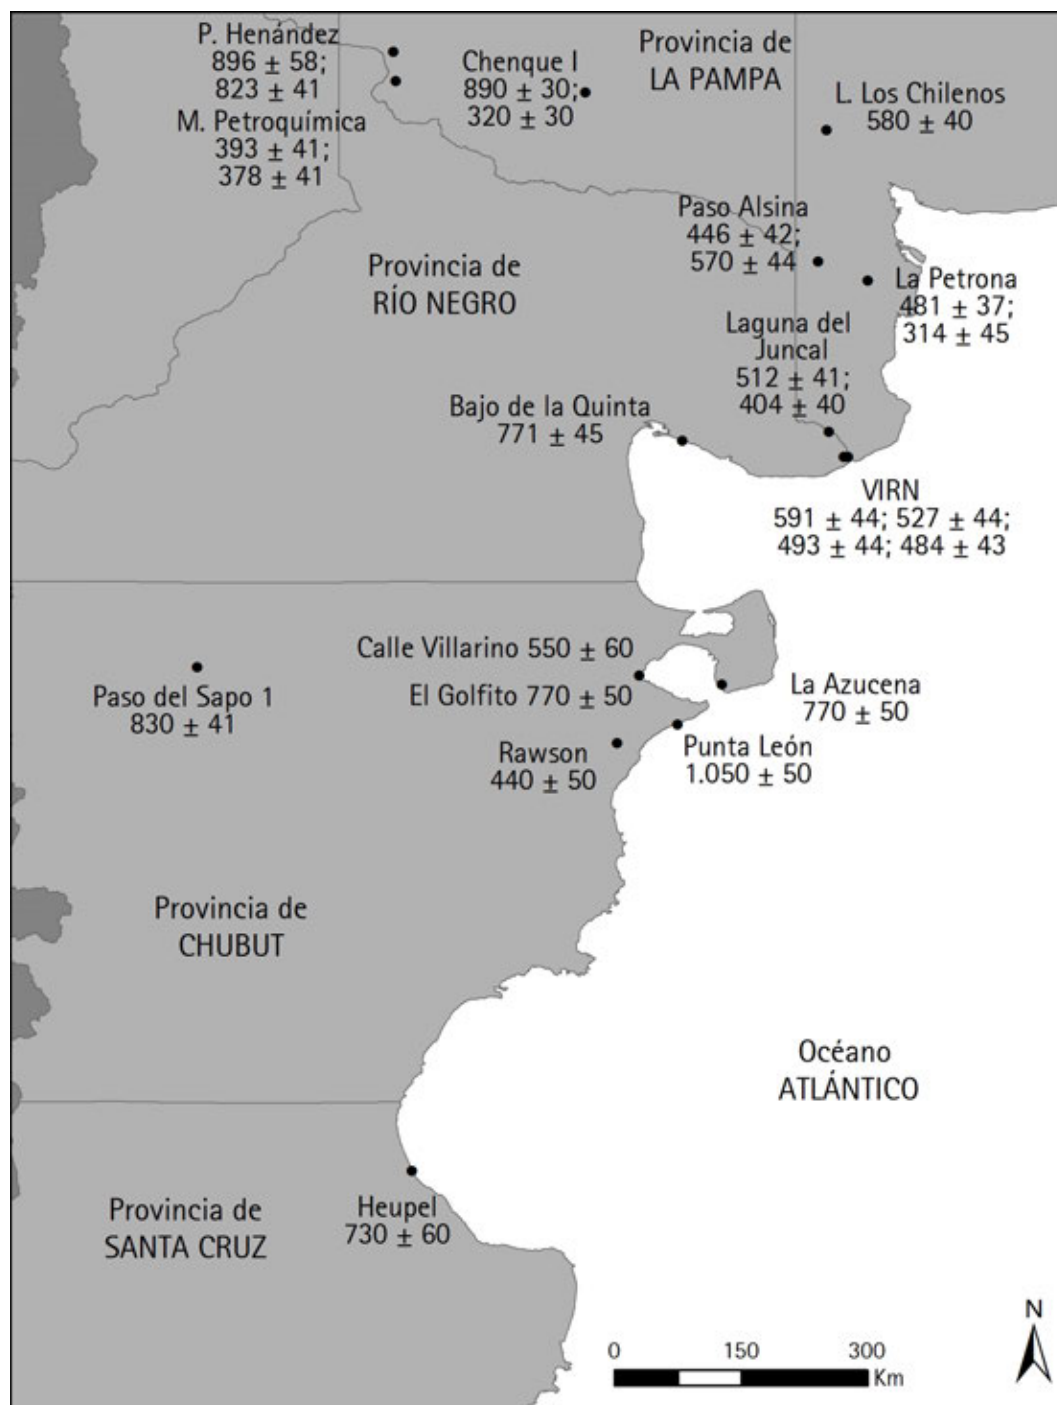 P. Henández
896 ± 58;
823 ± 41
M. Petroquímica
393 ± 41;
378 ± 41
Chenque I
890 ± 30;
320 ± 30
Provincia de
LA PAMPA
L. Los Chilenos
580 ± 40
Paso Alsina
446 ± 42;
570 ± 44
La Petrona
481 ± 37;
314 ± 45
Provincia de
RÍO NEGRO
Laguna del
Juncal
512 ± 41;
404 ± 40
Bajo de la Quinta
771 ± 45
VIRN
591 ± 44; 527 ± 44;
493 ± 44; 484 ± 43
Calle Villarino 550 ± 60
El Golfito 770 ± 50
La Azucena
770 ± 50
Paso del Sapo 1
830 ± 41
Rawson
440 ± 50
Punta León
1.050 ± 50
Provincia de
CHUBUT
Océano
ATLÁNTICO
Heupel
730 ± 60
Provincia de
SANTA CRUZ
N
0 150 300
Km